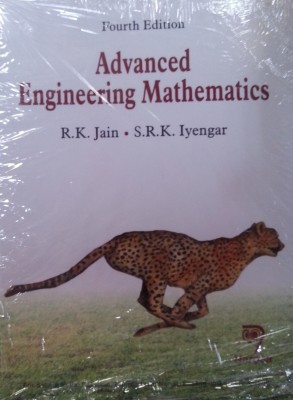 Fourth Edition
Advanced
Engineering Mathematics
R.K. Jain • S.R.K. Iyengar